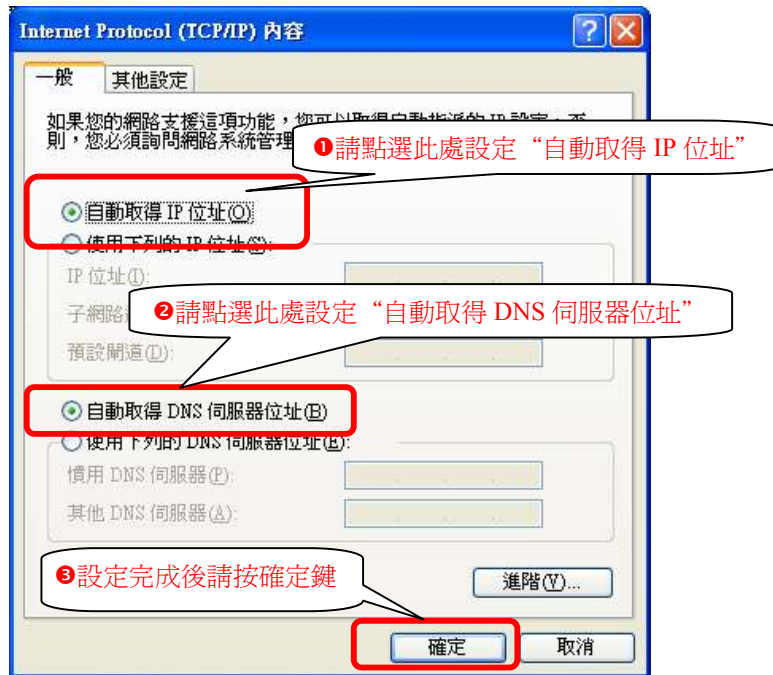 Internet Protocol (TCP/IP) 內容
一般 其他設定
如果您的網路支援這項功能,您可以取得自動指派的 IP 設定。否
則,您必須詢問網路系統管理
❶請點選此處設定“自動取得 IP 位址”
自動取得 IP 位址(O)
使用下列的 IP 位址(S):
IP 位址(I):
子網路
❷請點選此處設定“自動取得 DNS 伺服器位址”
預設閘道(D):
自動取得 DNS 伺服器位址(B)
使用下列的 DNS 伺服器位址(E):
慣用 DNS 伺服器(P):
其他 DNS 伺服器(A):
❸設定完成後請按確定鍵
進階(V)...
確定 取消